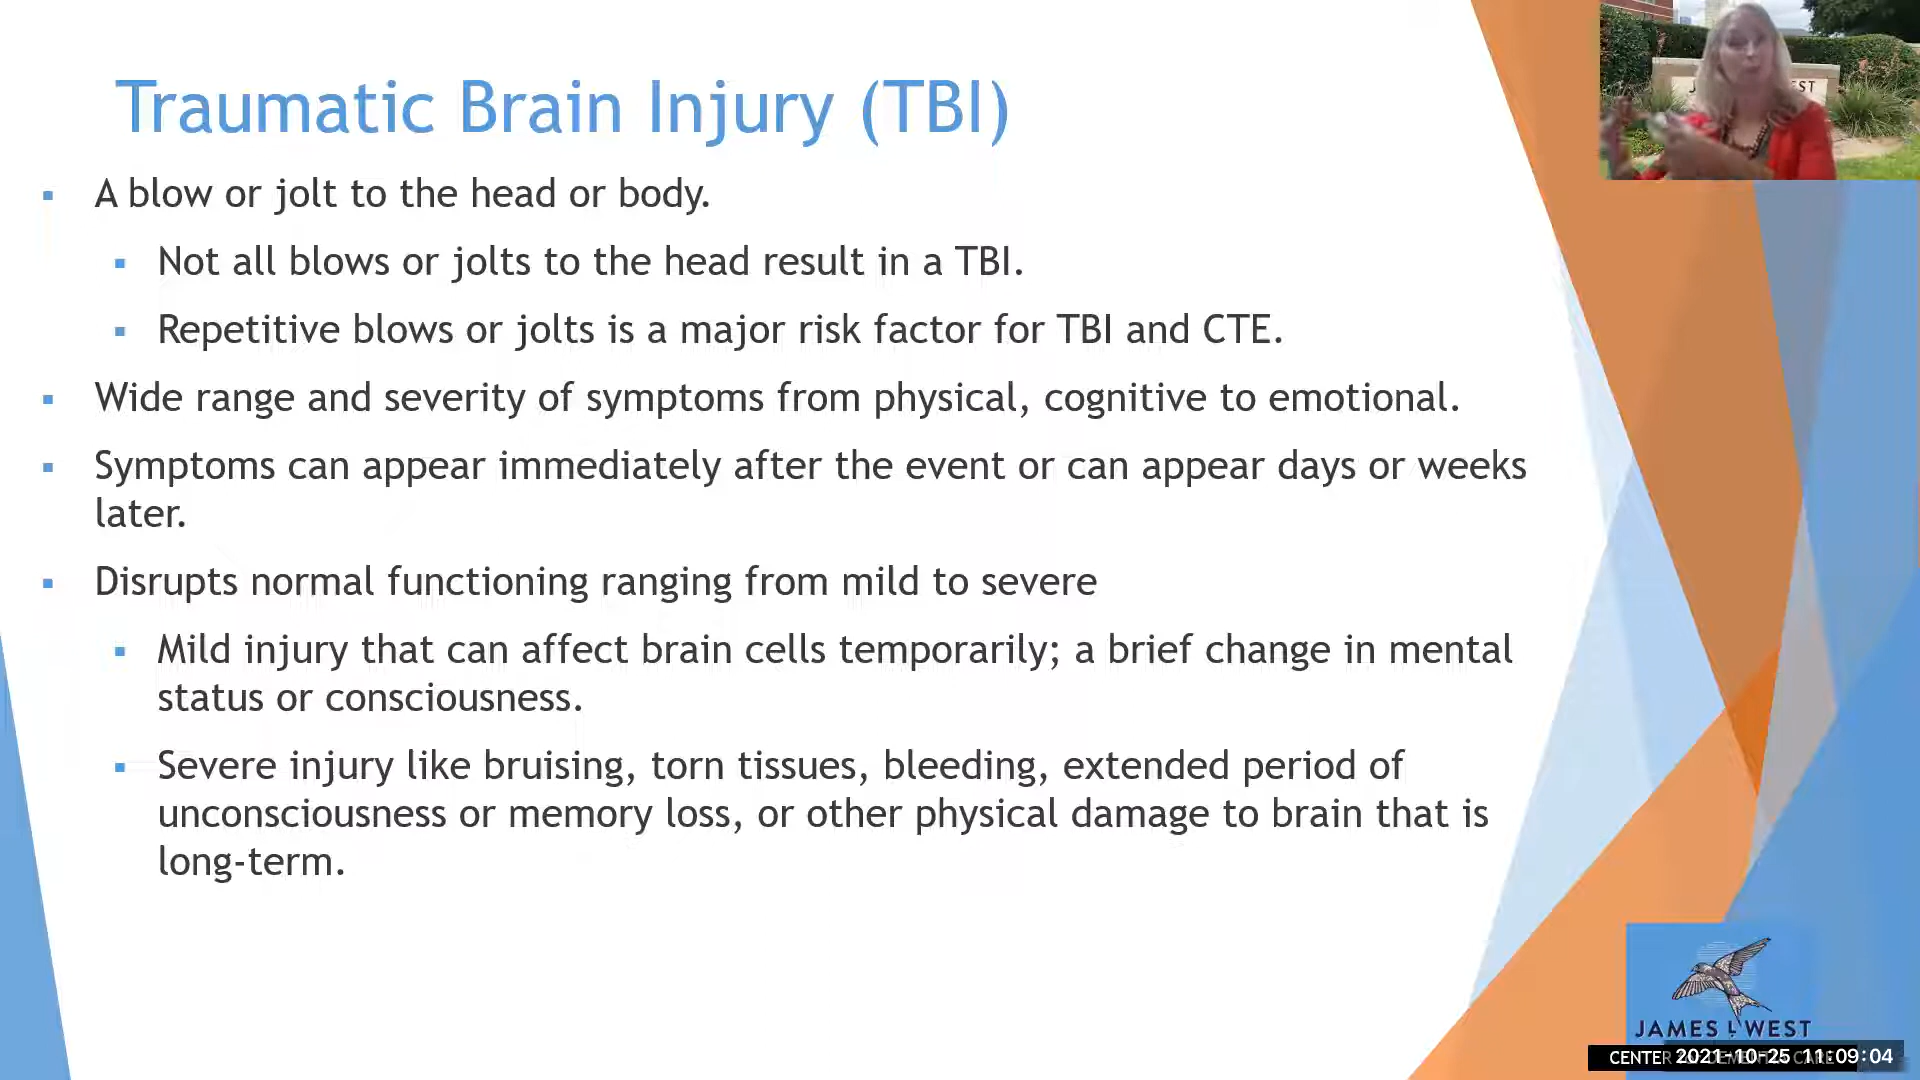 Traumatic Brain Injury (TBI)
A blow or jolt to the head or body.
Not all blows or jolts to the head result in a TBI.
Repetitive blows or jolts is a major risk factor for TBI and CTE.
Wide range and severity of symptoms from physical, cognitive to emotional.
Symptoms can appear immediately after the event or can appear days or weeks
later.
Disrupts normal functioning ranging from mild to severe
Mild injury that can affect brain cells temporarily; a brief change in mental
status or consciousness.
Severe injury like bruising, torn tissues, bleeding, extended period of
unconsciousness or memory loss, or other physical damage to brain that is
long-term.
JAMES L WEST
CENTER
2021-10-25 11:09:04